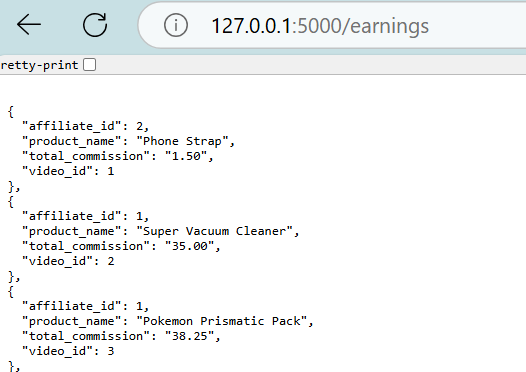 127.0.0.1:5000/earnings
retty-print
{
"affiliate_id": 2,
"product_name": "Phone Strap",
"total_commission": "1.50",
"video_id": 1
},
{
"affiliate_id": 1,
"product_name": "Super Vacuum Cleaner",
"total_commission": "35.00",
"video_id": 2
},
{
"affiliate_id": 1,
"product_name": "Pokemon Prismatic Pack",
"total_commission": "38.25",
"video_id": 3
},